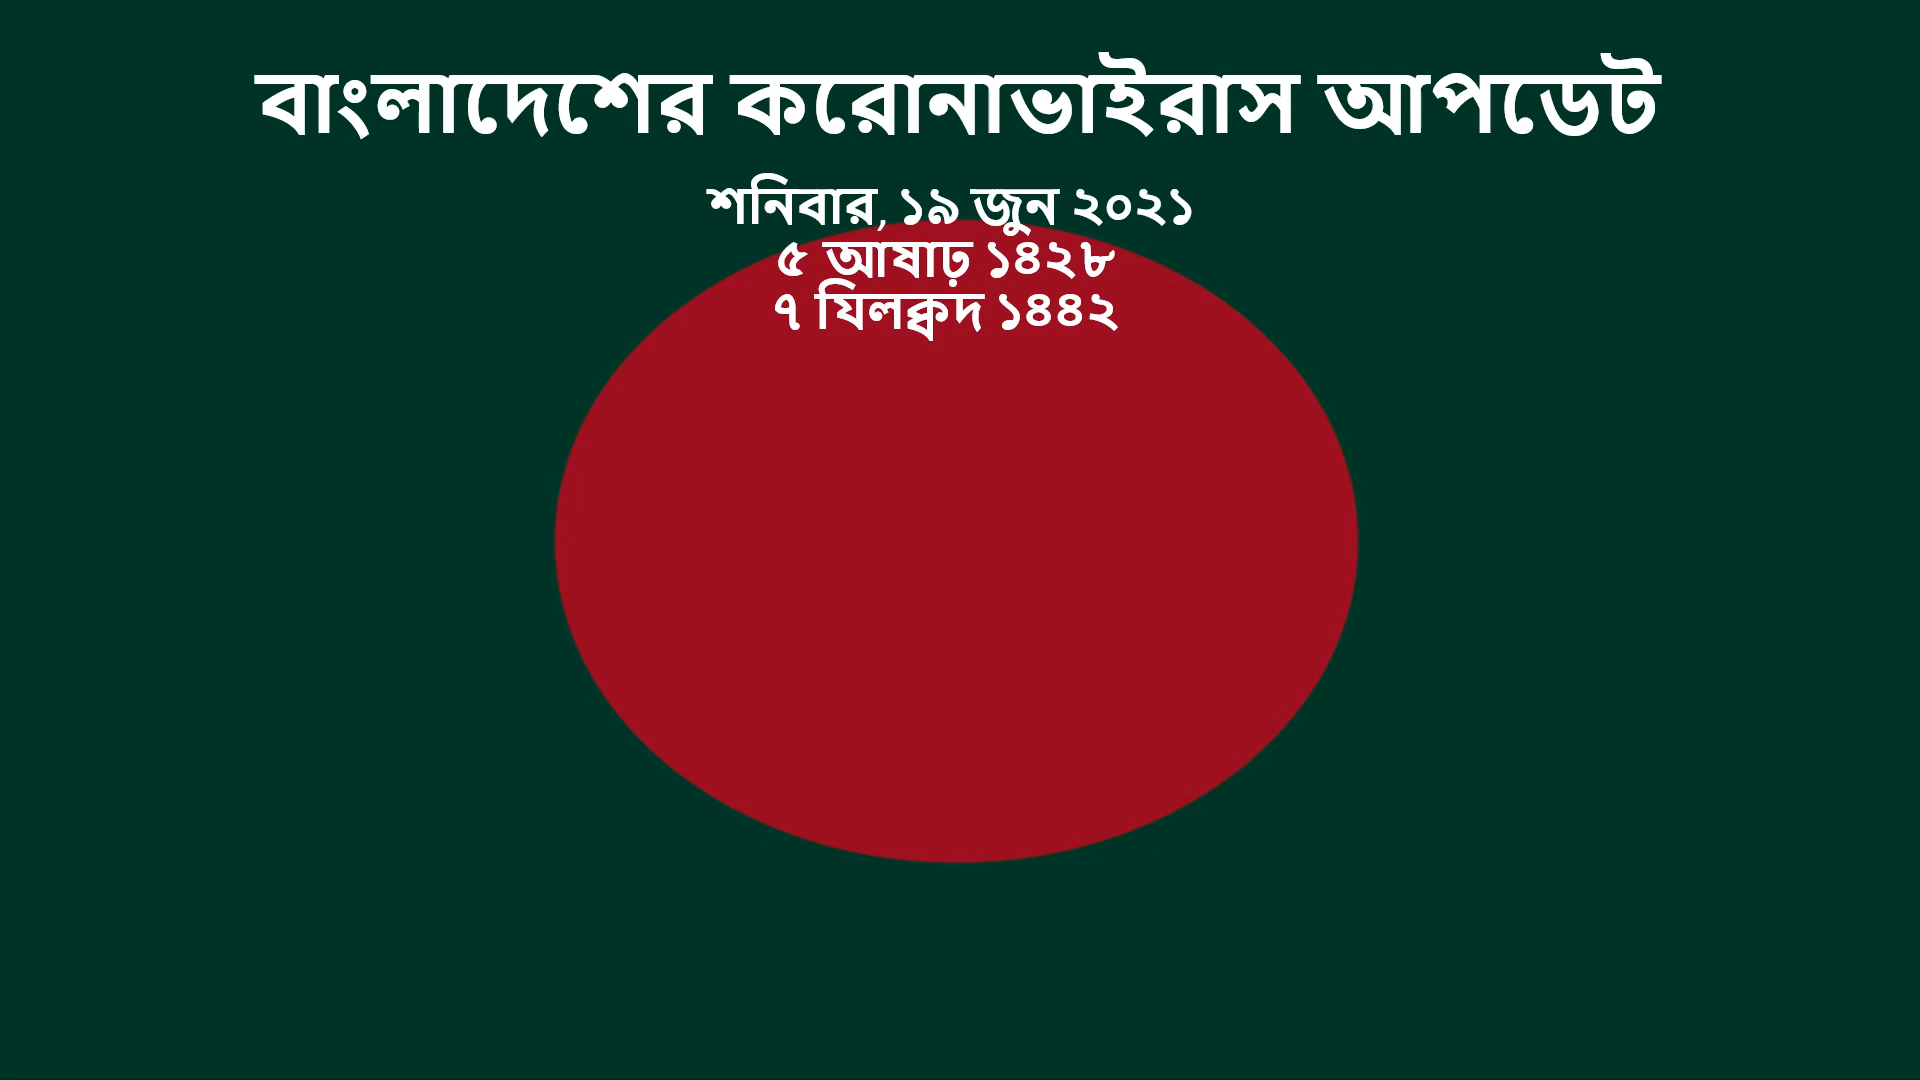 বাংলাদেশের করোনাভাইরাস আপডেট
শনিবার, ১৯ জুন ২০২১
৫ আষাঢ় ১৪২৮
৭ যিলক্বদ ১৪৪২